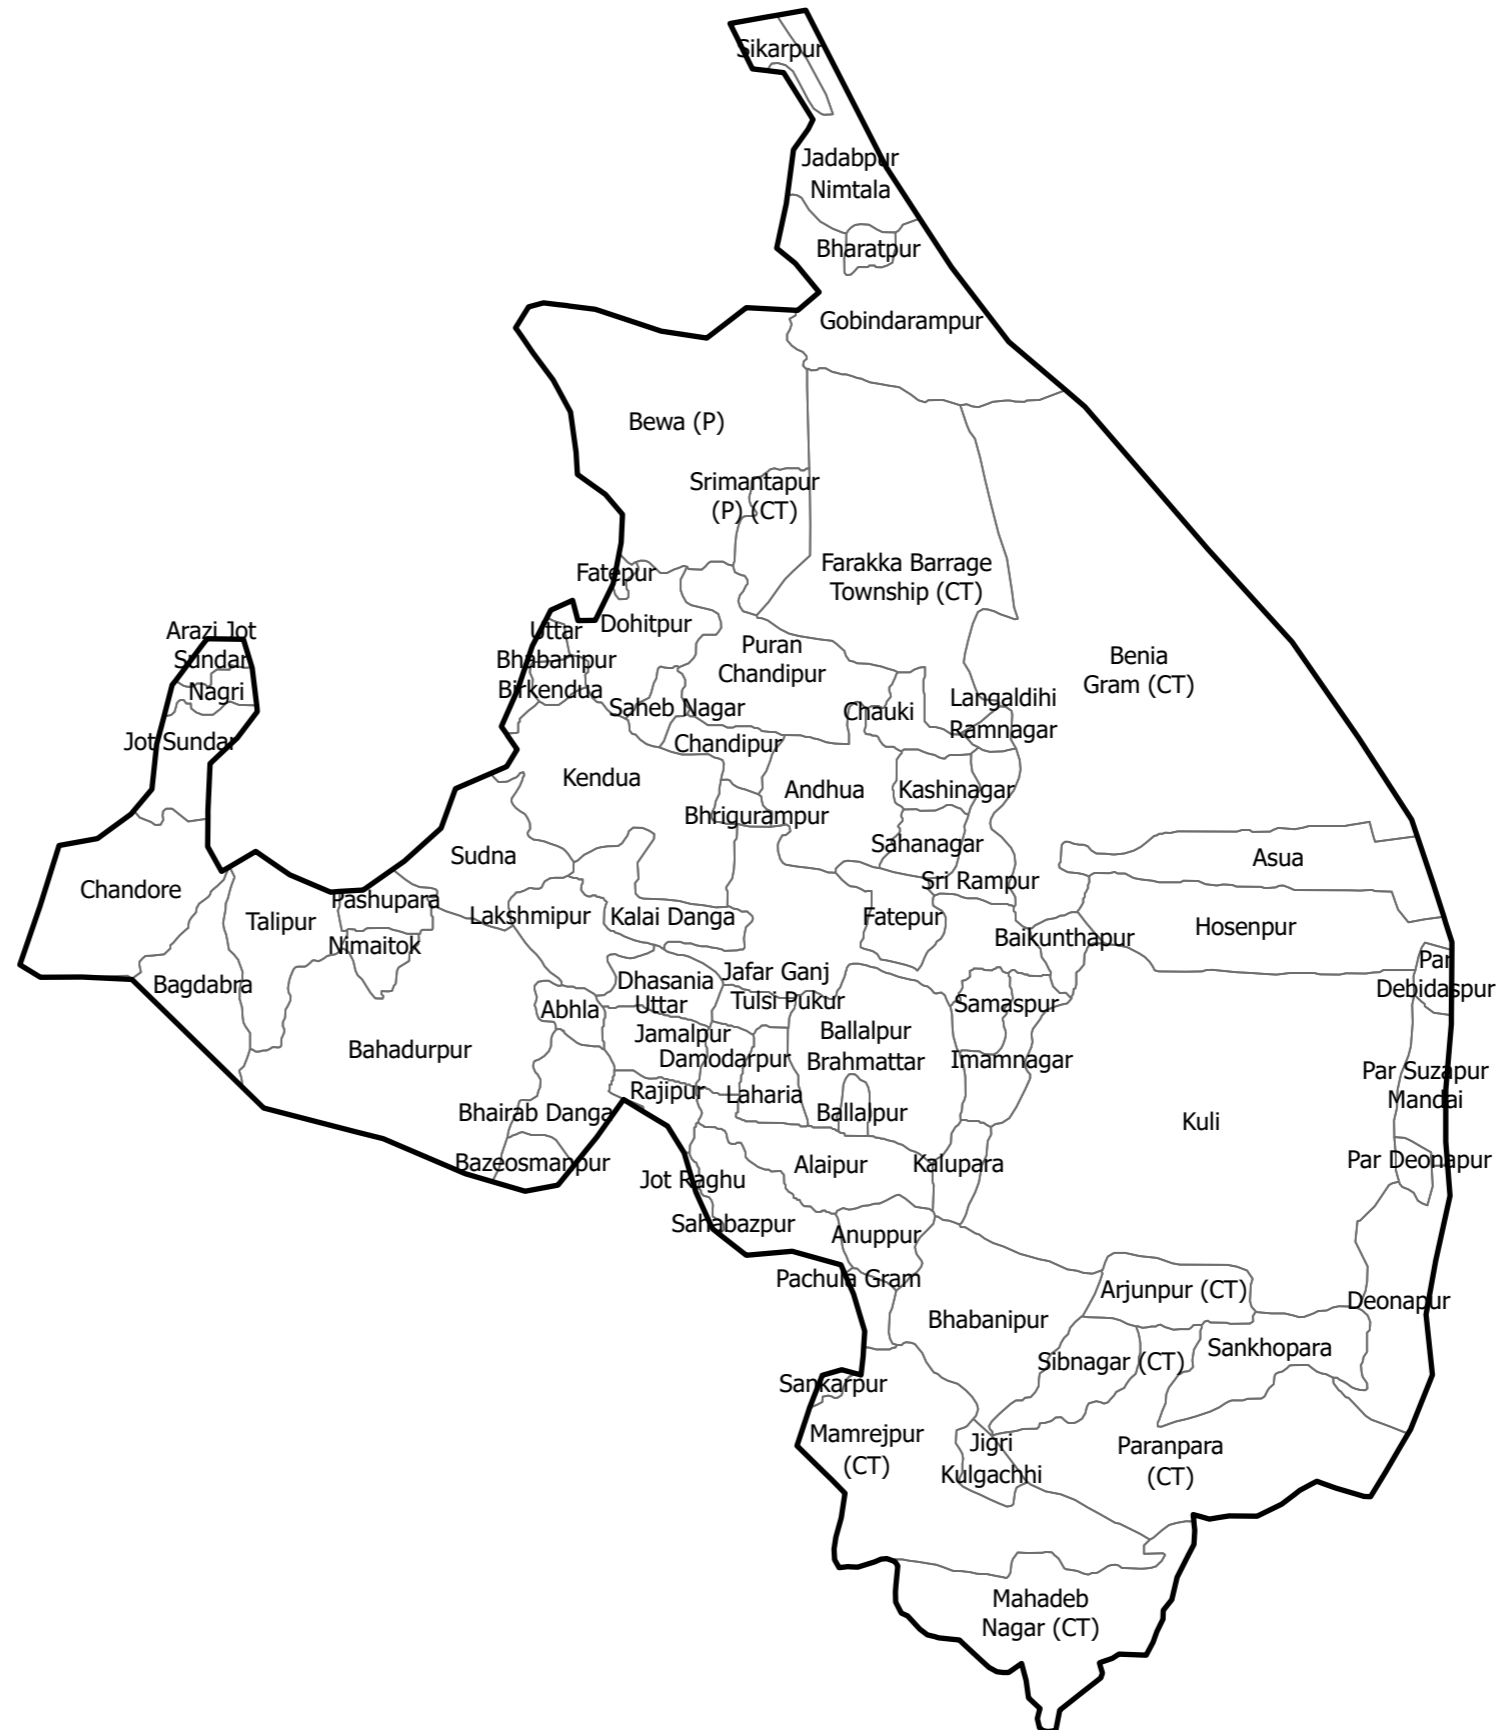 Sikarpur
Jadabpur
Nimtala
Bharatpur
Gobindarampur
Bewa (P)
Srimantapur
(P) (CT)
Farakka Barrage
Township (CT)
Fatepur
Dohitpur
Uttar
Bhabanipur
Birkendua
Arazi Jot
Sundar
Nagri
Jot Sundar
Puran
Chandipur
Benia
Gram (CT)
Saheb Nagar
Chauki
Langaldihi
Ramnagar
Chandipur
Kendua
Andhua
Kashinagar
Bhrigurampur
Sahanagar
Sudna
Asua
Chandore
Pashupara
Sri Rampur
Talipur
Lakshmipur
Kalai Danga
Fatepur
Hosenpur
Nimaitok
Baikunthapur
Par
Debidaspur
Bagdabra
Dhasania
Uttar
Jafar Ganj
Tulsi Pukur
Samaspur
Abhla
Jamalpur
Ballalpur
Brahmattar
Bahadurpur
Damodarpur
Imamnagar
Par Suzapur
Mandai
Rajipur
Laharia
Bhairab Danga
Ballalpur
Kuli
Bazeosmanpur
Alaipur
Kalupara
Par Deonapur
Jot Raghu
Sahabazpur
Anuppur
Pachula Gram
Arjunpur (CT)
Deonapur
Bhabanipur
Sibnagar (CT)
Sankhopara
Sankarpur
Mamrejpur
(CT)
Jigri
Kulgachhi
Paranpara
(CT)
Mahadeb
Nagar (CT)